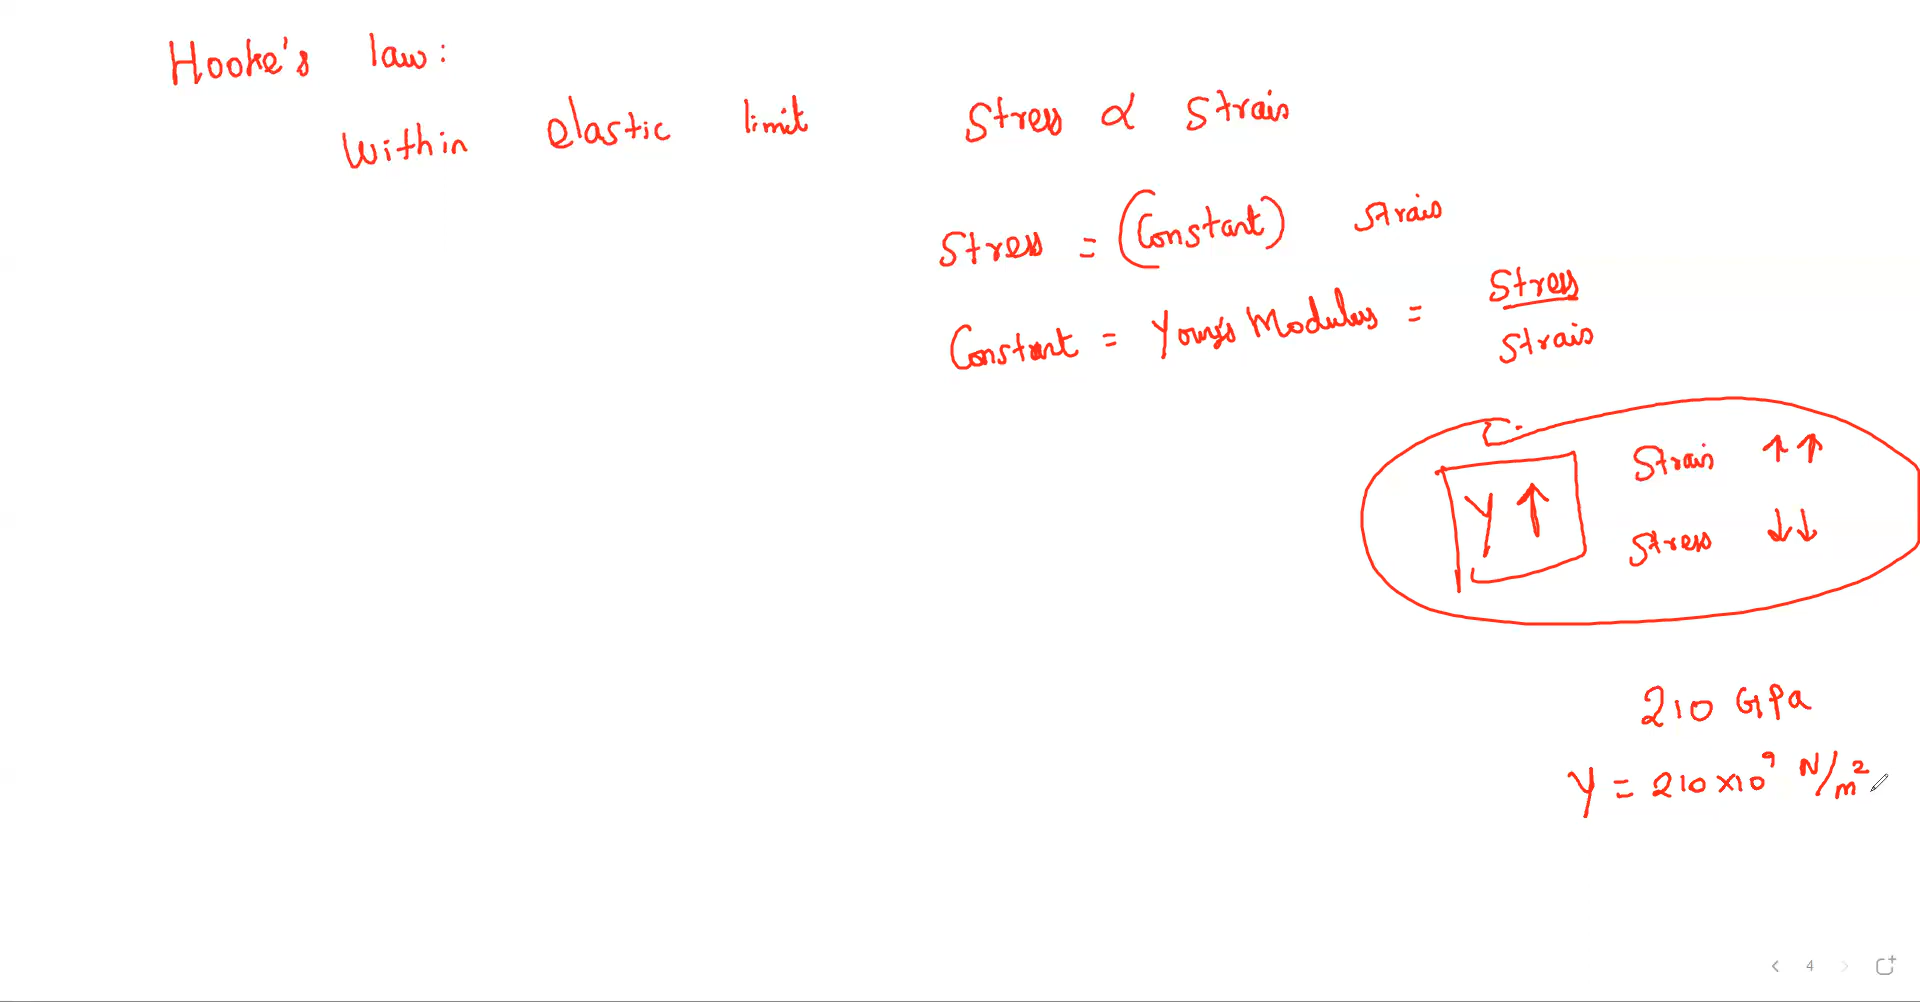 Hooke's law:
Within elastic limit Stress ∝ Strain
Stress = (Constant) Strain
Constant = Young's Modulus = Stress / Strain
Y ↑ Strain ↑↑
Stress ↓↓
210 GPa
Y = 210 × 10⁹ N/m²
4